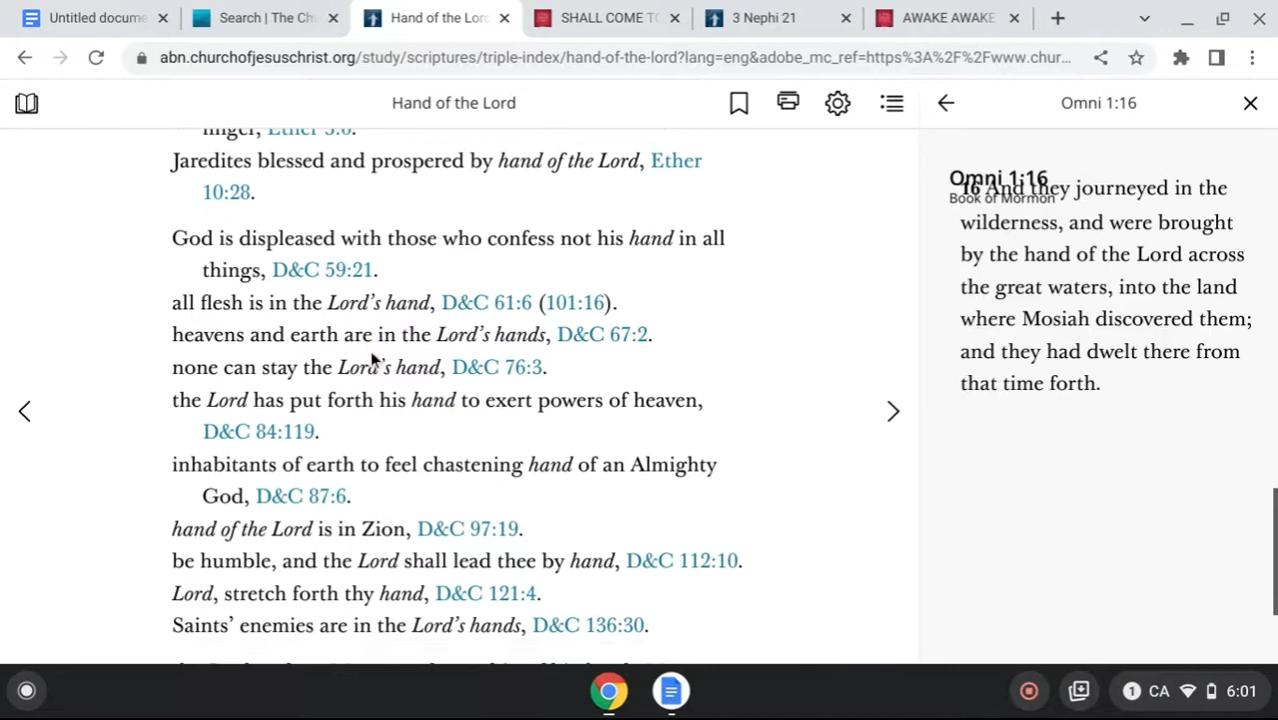 Untitled docume
Search | The Ch
Hand of the Lor
SHALL COME TO
3 Nephi 21
AWAKE AWAKE
abn.churchofjesuschrist.org/study/scriptures/triple-index/hand-of-the-lord?lang=eng&adobe_mc_ref=https%3A%2F%2Fwww.chur...
Hand of the Lord
finger, Ether 3:6.
Jaredites blessed and prospered by hand of the Lord, Ether
10:28.
God is displeased with those who confess not his hand in all
things, D&C 59:21.
all flesh is in the Lord's hand, D&C 61:6 (101:16).
heavens and earth are in the Lord's hands, D&C 67:2.
none can stay the Lord's hand, D&C 76:3.
the Lord has put forth his hand to exert powers of heaven,
D&C 84:119.
inhabitants of earth to feel chastening hand of an Almighty
God, D&C 87:6.
hand of the Lord is in Zion, D&C 97:19.
be humble, and the Lord shall lead thee by hand, D&C 112:10.
Lord, stretch forth thy hand, D&C 121:4.
Saints' enemies are in the Lord's hands, D&C 136:30.
Omni 1:16
Omni 1:16
Book of Mormon
16 And they journeyed in the
wilderness, and were brought
by the hand of the Lord across
the great waters, into the land
where Mosiah discovered them;
and they had dwelt there from
that time forth.
1 CA 6:01